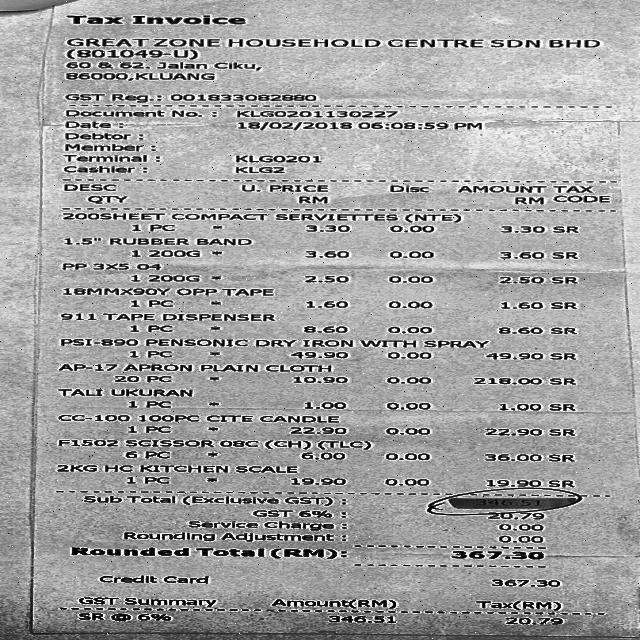 Tax Invoice
GREAT ZONE HOUSEHOLD CENTRE SDN BHD
(801049-U)
60 & 62. Jalan Ciku,
86000,KLUANG
GST Reg.: 001833082880
Document No. : KLG0201130227
Date : 18/02/2018 06:08:59 PM
Debtor :
Member :
Terminal : KLG0201
Cashier : KLG2
DESC U. PRICE Disc AMOUNT TAX
QTY RM RM CODE
200SHEET COMPACT SERVIETTES (NTE)
1 PC * 3.30 0.00 3.30 SR
1.5" RUBBER BAND
1 200G * 3.60 0.00 3.60 SR
PP 3X5 04
1 200G * 2.50 0.00 2.50 SR
18MMX90Y OPP TAPE
1 PC * 1.60 0.00 1.60 SR
911 TAPE DISPENSER
1 PC * 8.60 0.00 8.60 SR
PSI-890 PENSONIC DRY IRON WITH SPRAY
1 PC * 49.90 0.00 49.90 SR
AP-17 APRON PLAIN CLOTH
20 PC * 10.90 0.00 218.00 SR
TALI UKURAN
1 PC * 1.00 0.00 1.00 SR
CC-100 100PC CITE CANDLE
1 PC * 22.90 0.00 22.90 SR
F1502 SCISSOR 08C (CH) (TLC)
6 PC * 6.00 0.00 36.00 SR
2KG HC KITCHEN SCALE
1 PC * 19.90 0.00 19.90 SR
Sub Total (Exclusive GST) : 346.51
GST 6% : 20.79
Service Charge : 0.00
Rounding Adjustment : 0.00
Rounded Total (RM): 367.30
Credit Card 367.30
GST Summary Amount(RM) Tax(RM)
SR @ 6% 346.51 20.79